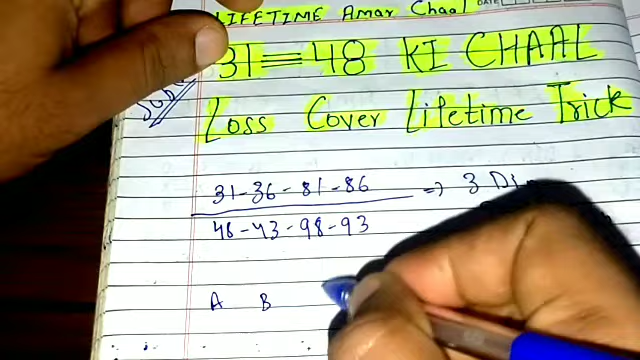 LIFETIME Amar Chaal
31=48 KI CHAAL
Loss Cover Lifetime Trick
31-36-81-86 => 3
48-43-98-93
A B